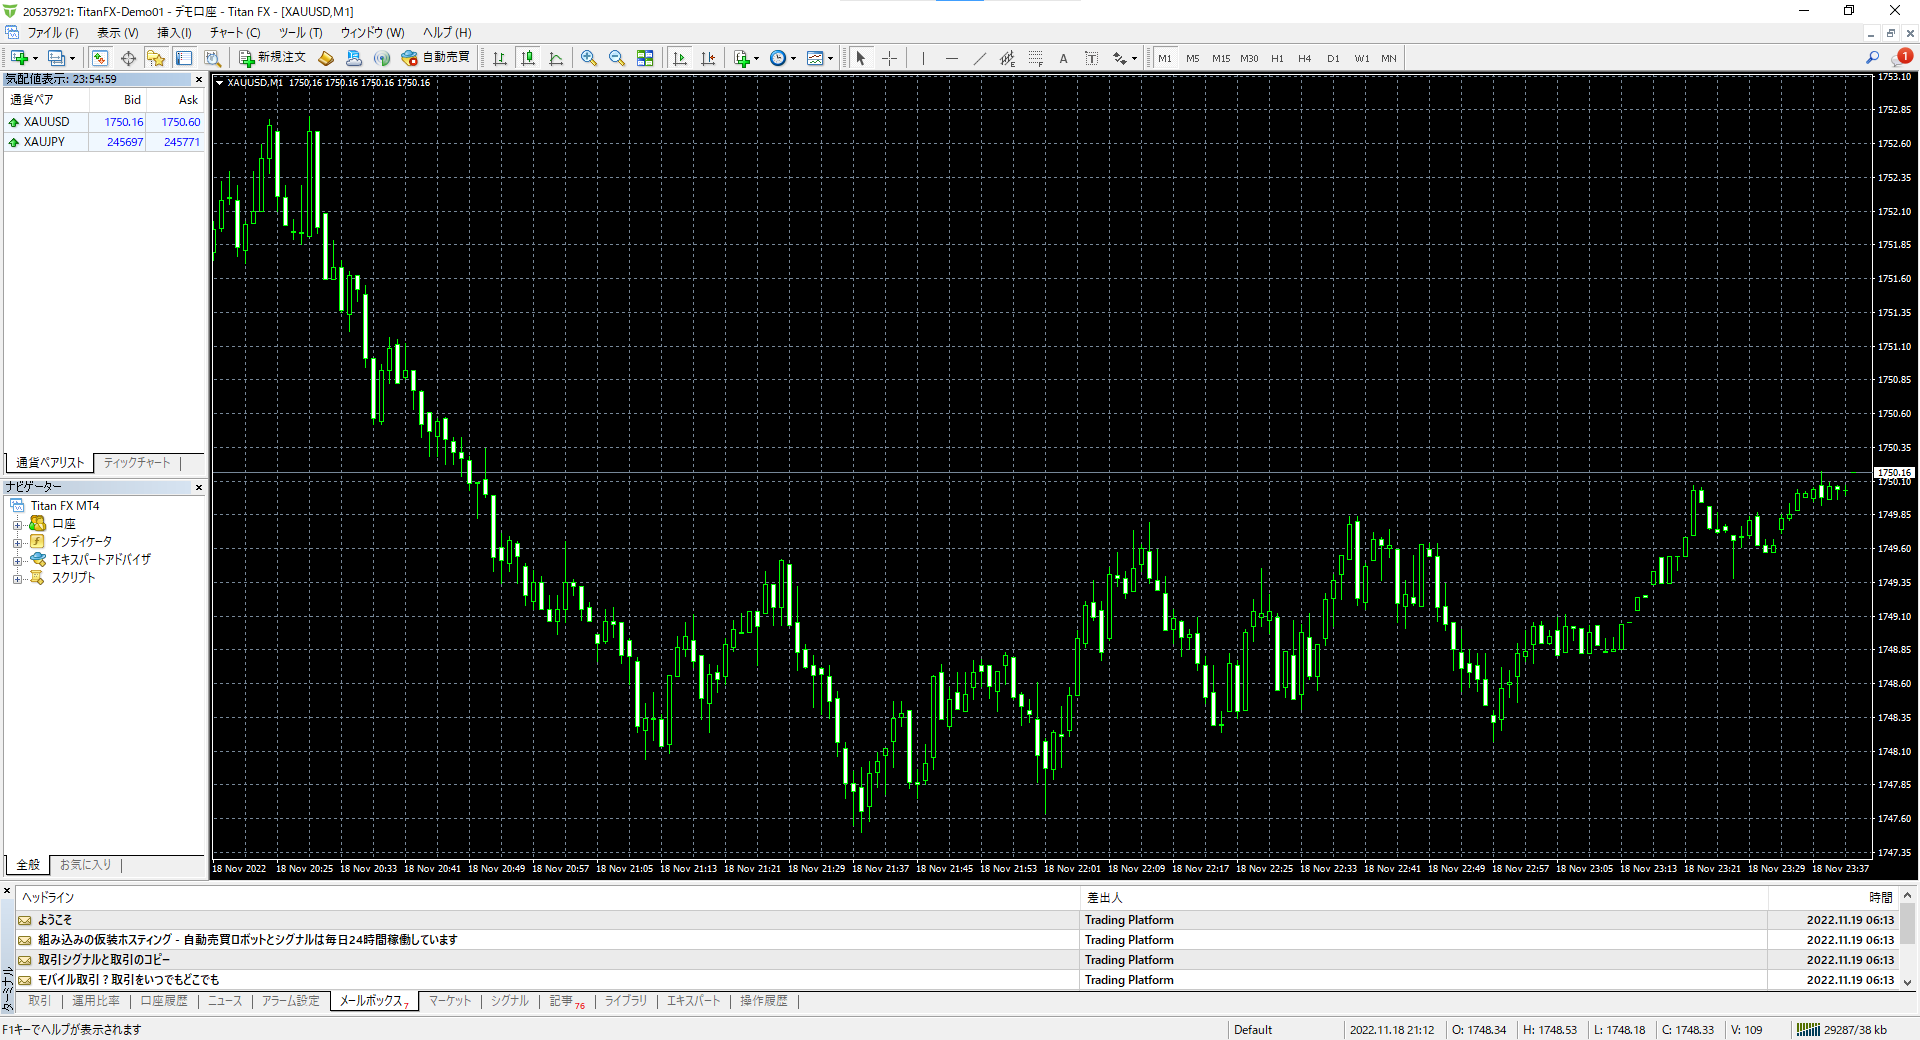 20537921: TitanFX-Demo01 - デモ口座 - Titan FX - [XAUUSD,M1]
ファイル (F) 表示 (V) 挿入(I) チャート (C) ツール (T) ウィンドウ (W) ヘルプ (H)
新規注文 自動売買 A T M1 M5 M15 M30 H1 H4 D1 W1 MN 1
気配値表示: 23:54:59
通貨ペア Bid Ask
XAUUSD 1750.16 1750.60
XAUJPY 245697 245771
通貨ペアリスト ティックチャート
ナビゲーター
Titan FX MT4
口座
インディケータ
エキスパートアドバイザ
スクリプト
全般 お気に入り
XAUUSD,M1 1750.16 1750.16 1750.16 1750.16
1753.10
1752.85
1752.60
1752.35
1752.10
1751.85
1751.60
1751.35
1751.10
1750.85
1750.60
1750.35
1750.16
1750.10
1749.85
1749.60
1749.35
1749.10
1748.85
1748.60
1748.35
1748.10
1747.85
1747.60
1747.35
18 Nov 2022 18 Nov 20:25 18 Nov 20:33 18 Nov 20:41 18 Nov 20:49 18 Nov 20:57 18 Nov 21:05 18 Nov 21:13 18 Nov 21:21 18 Nov 21:29 18 Nov 21:37 18 Nov 21:45 18 Nov 21:53 18 Nov 22:01 18 Nov 22:09 18 Nov 22:17 18 Nov 22:25 18 Nov 22:33 18 Nov 22:41 18 Nov 22:49 18 Nov 22:57 18 Nov 23:05 18 Nov 23:13 18 Nov 23:21 18 Nov 23:29 18 Nov 23:37
ヘッドライン 差出人 時間
ようこそ Trading Platform 2022.11.19 06:13
組み込みの仮装ホスティング - 自動売買ロボットとシグナルは毎日24時間稼働しています Trading Platform 2022.11.19 06:13
取引シグナルと取引のコピー Trading Platform 2022.11.19 06:13
モバイル取引？取引をいつでもどこでも Trading Platform 2022.11.19 06:13
ターミナル
取引 運用比率 口座履歴 ニュース アラーム設定 メールボックス 7 マーケット シグナル 記事 76 ライブラリ エキスパート 操作履歴
F1キーでヘルプが表示されます Default 2022.11.18 21:12 O: 1748.34 H: 1748.53 L: 1748.18 C: 1748.33 V: 109 29287/38 kb